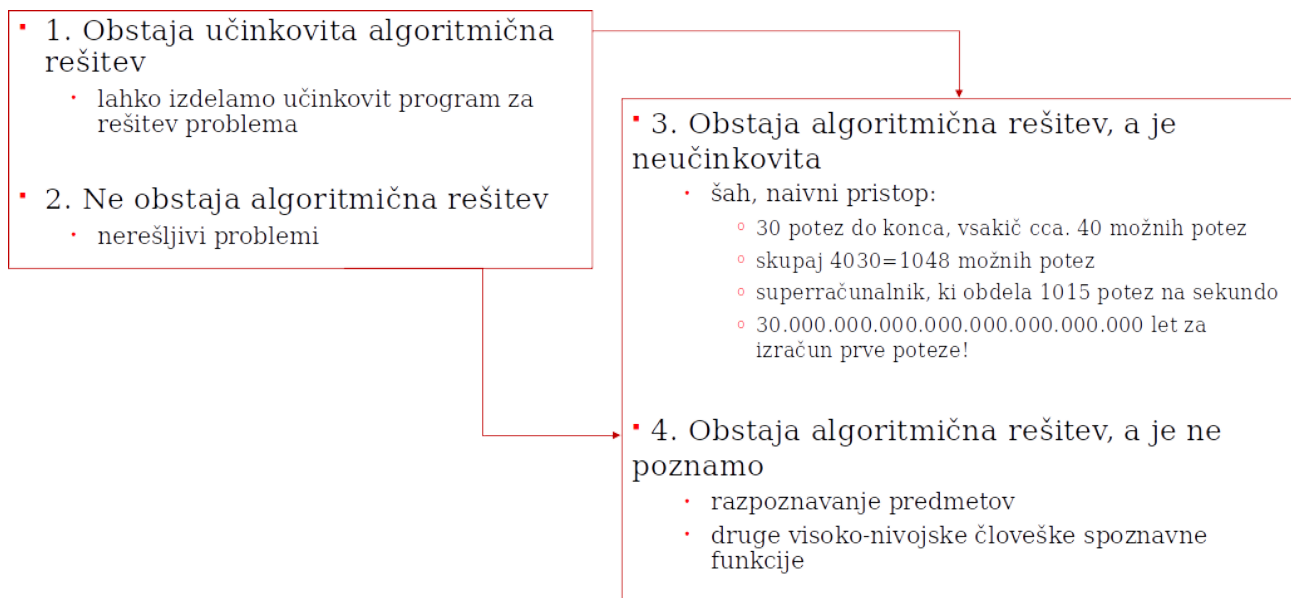 1. Obstaja učinkovita algoritmična
rešitev
lahko izdelamo učinkovit program za
rešitev problema
2. Ne obstaja algoritmična rešitev
nerešljivi problemi
3. Obstaja algoritmična rešitev, a je
neučinkovita
šah, naivni pristop:
30 potez do konca, vsakič cca. 40 možnih potez
skupaj 4030=1048 možnih potez
superračunalnik, ki obdela 1015 potez na sekundo
30.000.000.000.000.000.000.000.000 let za
izračun prve poteze!
4. Obstaja algoritmična rešitev, a je ne
poznamo
razpoznavanje predmetov
druge visoko-nivojske človeške spoznavne
funkcije